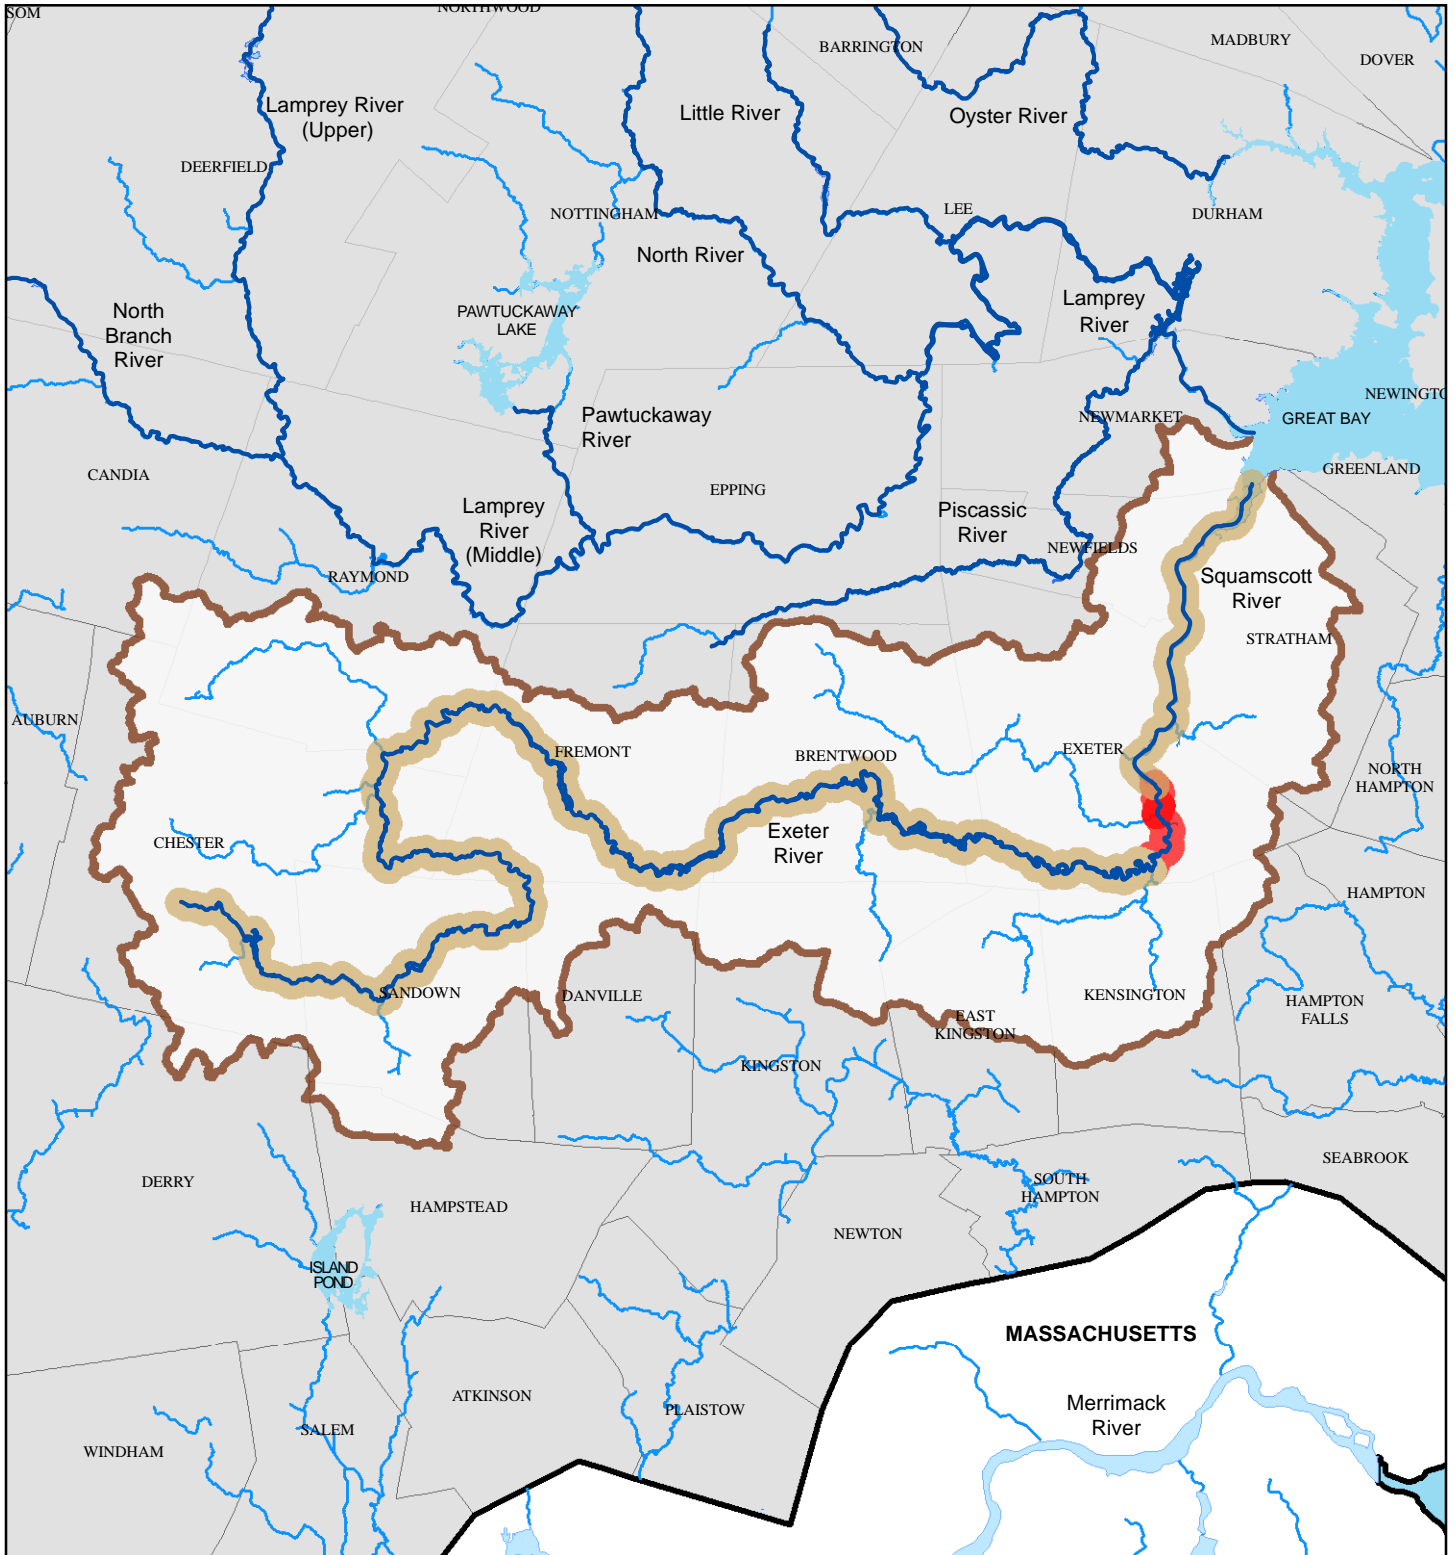 SOM
NORTHWOOD
BARRINGTON
MADBURY
DOVER
Lamprey River
(Upper)
Little River
Oyster River
DEERFIELD
NOTTINGHAM
LEE
DURHAM
North River
North
Branch
River
PAWTUCKAWAY
LAKE
Lamprey
River
NEWINGTO
Pawtuckaway
River
NEWMARKET
GREAT BAY
CANDIA
GREENLAND
EPPING
Lamprey
River
(Middle)
Piscassic
River
NEWFIELDS
RAYMOND
Squamscott
River
STRATHAM
AUBURN
FREMONT
BRENTWOOD
EXETER
NORTH
HAMPTON
CHESTER
Exeter
River
HAMPTON
SANDOWN
DANVILLE
KENSINGTON
HAMPTON
FALLS
EAST
KINGSTON
KINGSTON
SEABROOK
DERRY
SOUTH
HAMPTON
HAMPSTEAD
NEWTON
ISLAND
POND
MASSACHUSETTS
ATKINSON
PLAISTOW
Merrimack
River
SALEM
WINDHAM